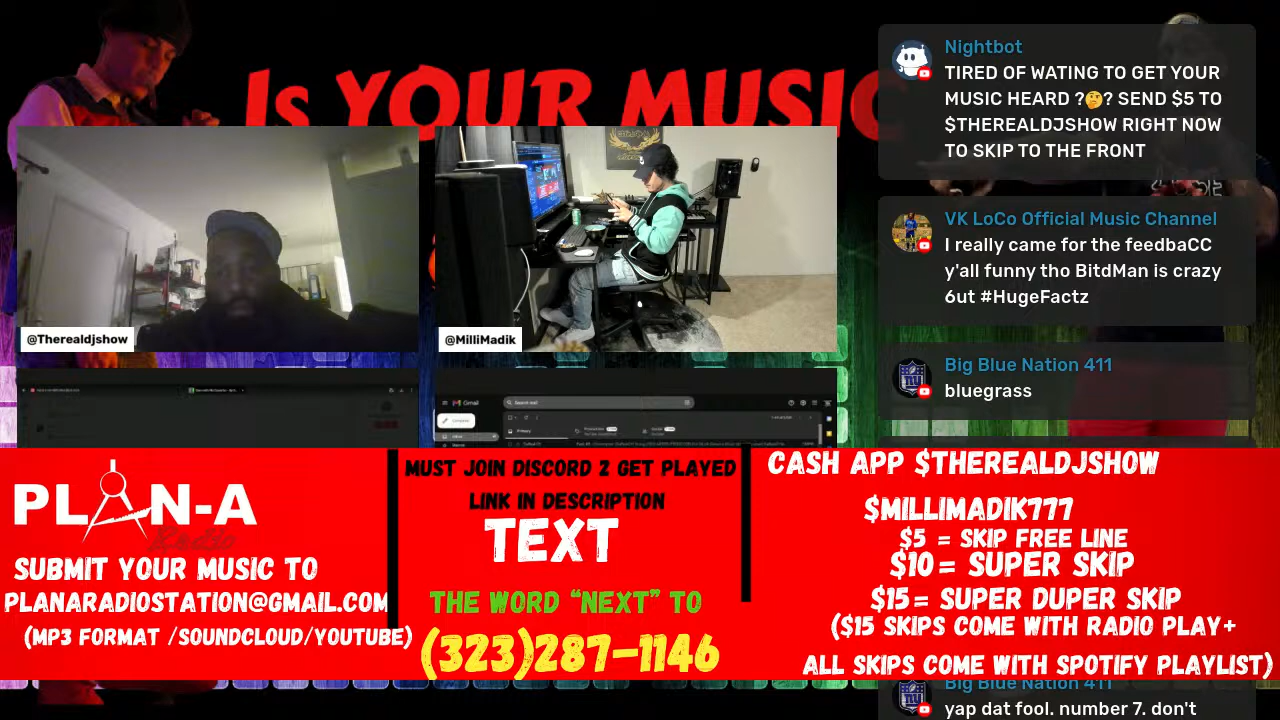 Is YOUR MUSIC
@Therealdjshow
@MilliMadik
Gmail
Search mail
Nightbot
TIRED OF WATING TO GET YOUR
MUSIC HEARD ?🤔? SEND $5 TO
$THEREALDJSHOW RIGHT NOW
TO SKIP TO THE FRONT
VK LoCo Official Music Channel
I really came for the feedbaCC
y'all funny tho BitdMan is crazy
6ut #HugeFactz
Big Blue Nation 411
bluegrass
PLAN-A
Radio
SUBMIT YOUR MUSIC TO
PLANARADIOSTATION@GMAIL.COM
(MP3 FORMAT /SOUNDCLOUD/YOUTUBE)
MUST JOIN DISCORD 2 GET PLAYED
LINK IN DESCRIPTION
TEXT
THE WORD “NEXT” TO
(323)287-1146
CASH APP $THEREALDJSHOW
$MILLIMADIK777
$5 = SKIP FREE LINE
$10= SUPER SKIP
$15= SUPER DUPER SKIP
($15 SKIPS COME WITH RADIO PLAY+
ALL SKIPS COME WITH SPOTIFY PLAYLIST)
Big Blue Nation 411
yap dat fool. number 7. don't